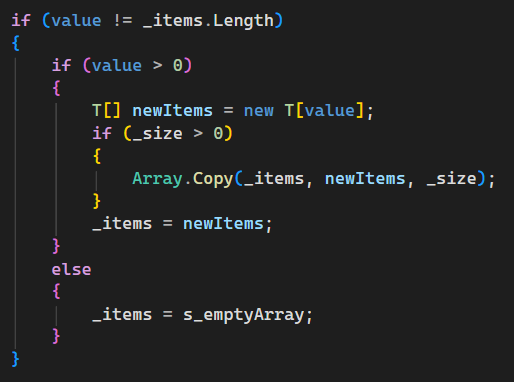 if (value != _items.Length)
{
    if (value > 0)
    {
        T[] newItems = new T[value];
        if (_size > 0)
        {
            Array.Copy(_items, newItems, _size);
        }
        _items = newItems;
    }
    else
    {
        _items = s_emptyArray;
    }
}